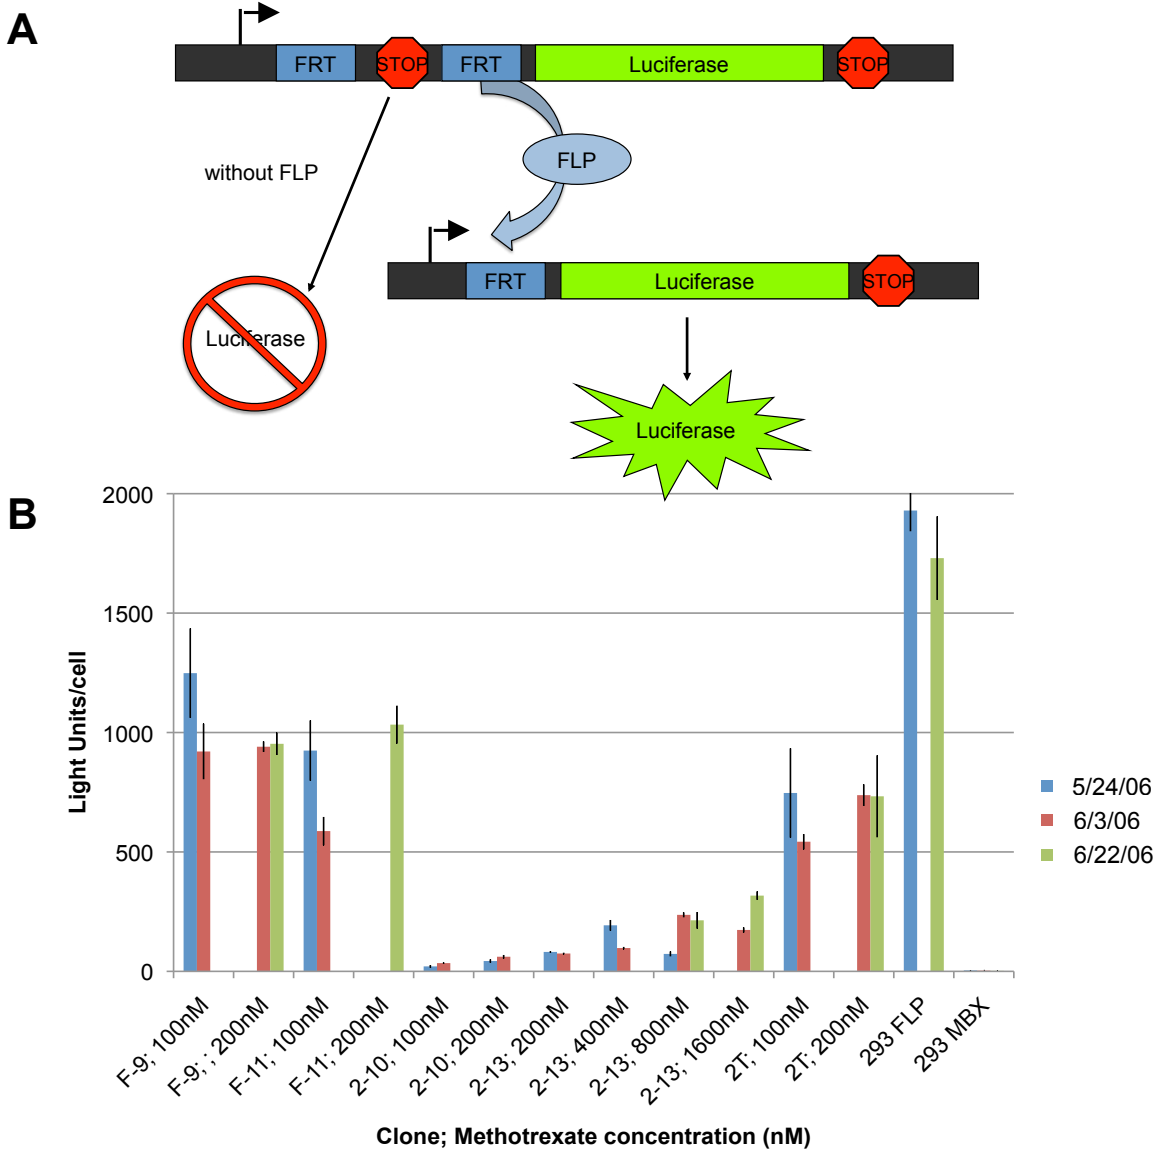 A
FRT STOP FRT Luciferase STOP
without FLP
FLP
FRT Luciferase STOP
Luciferase
Luciferase
B
2000
1500
1000
500
0
Light Units/cell
F-9; 100nM
F-9; ; 200nM
F-11; 100nM
F-11; 200nM
2-10; 100nM
2-10; 200nM
2-13; 200nM
2-13; 400nM
2-13; 800nM
2-13; 1600nM
2T; 100nM
2T; 200nM
293 FLP
293 MBX
Clone; Methotrexate concentration (nM)
5/24/06
6/3/06
6/22/06